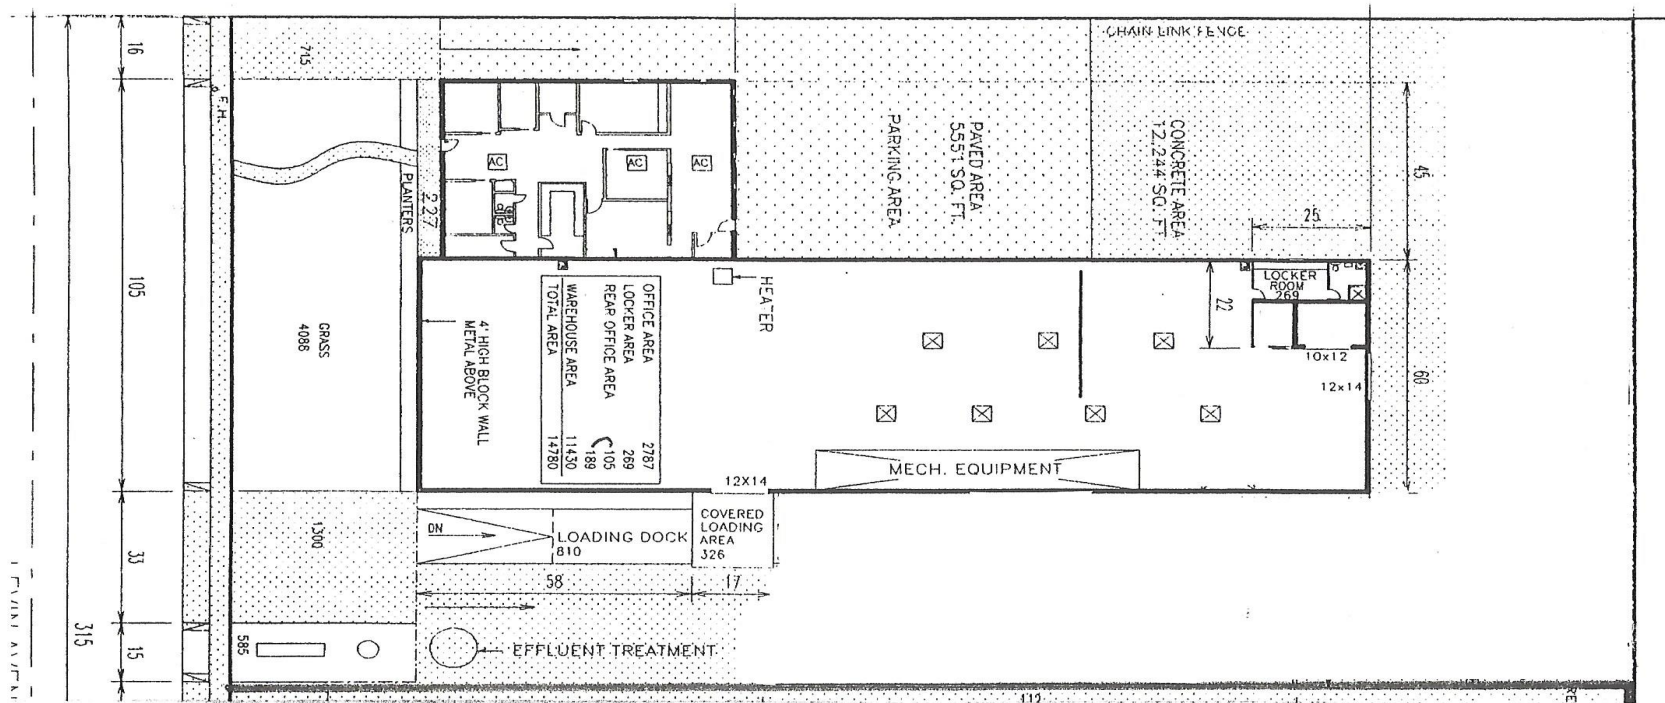 CHAIN LINK FENCE
16
715
F.H.
105
PLANTERS
227
GRASS
4086
AC
AC
AC
PAVED AREA
5551 SQ. FT.
PARKING AREA
CONCRETE AREA
12,244 SQ. FT
45
25
22
60
LOCKER
ROOM
269
10x12
12x14
HEATER
4' HIGH BLOCK WALL
METAL ABOVE
OFFICE AREA 2787
LOCKER AREA 269
REAR OFFICE AREA 105
189
WAREHOUSE AREA 11430
TOTAL AREA 14780
MECH. EQUIPMENT
12X14
COVERED
LOADING
AREA
326
DN
LOADING DOCK
810
58
17
1300
33
315
15
585
EFFLUENT TREATMENT
112
RE